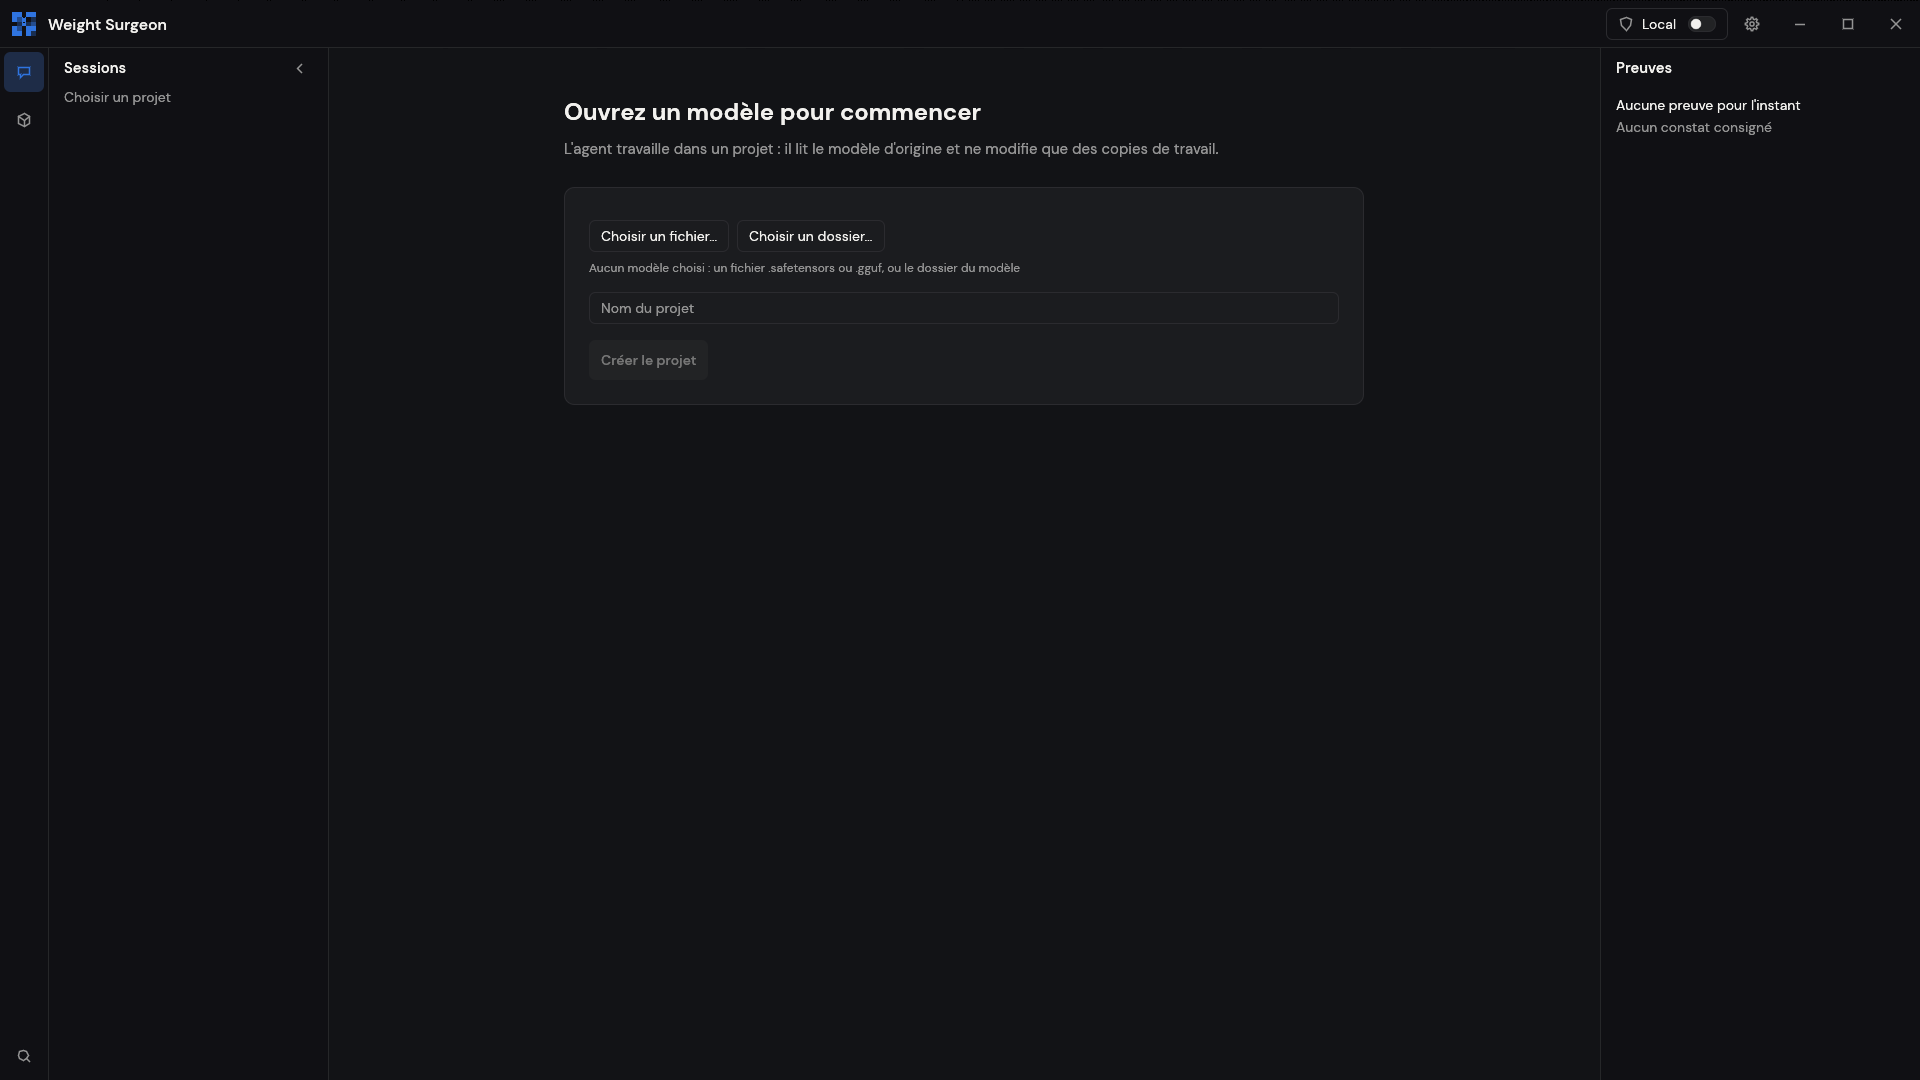 Weight Surgeon
Local
Sessions
Choisir un projet
Ouvrez un modèle pour commencer
L'agent travaille dans un projet : il lit le modèle d'origine et ne modifie que des copies de travail.
Choisir un fichier…
Choisir un dossier…
Aucun modèle choisi : un fichier .safetensors ou .gguf, ou le dossier du modèle
Nom du projet
Créer le projet
Preuves
Aucune preuve pour l'instant
Aucun constat consigné